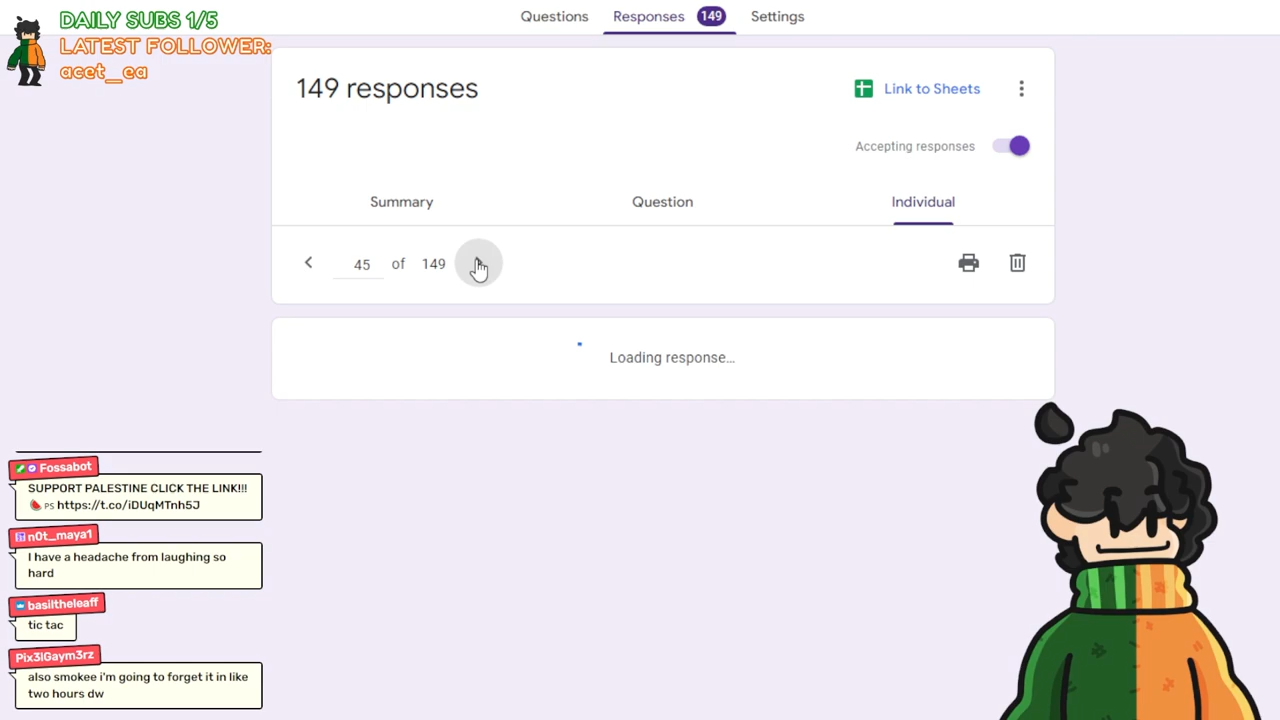 DAILY SUBS 1/5
LATEST FOLLOWER:
acet_ea
Questions
Responses 149
Settings
149 responses
Link to Sheets
Accepting responses
Summary
Question
Individual
45 of 149
Loading response...
Fossabot
SUPPORT PALESTINE CLICK THE LINK!!!
🍉 PS https://t.co/iDUqMTnh5J
n0t_maya1
I have a headache from laughing so
hard
basiltheleaff
tic tac
Pix3lGaym3rz
also smokee i'm going to forget it in like
two hours dw